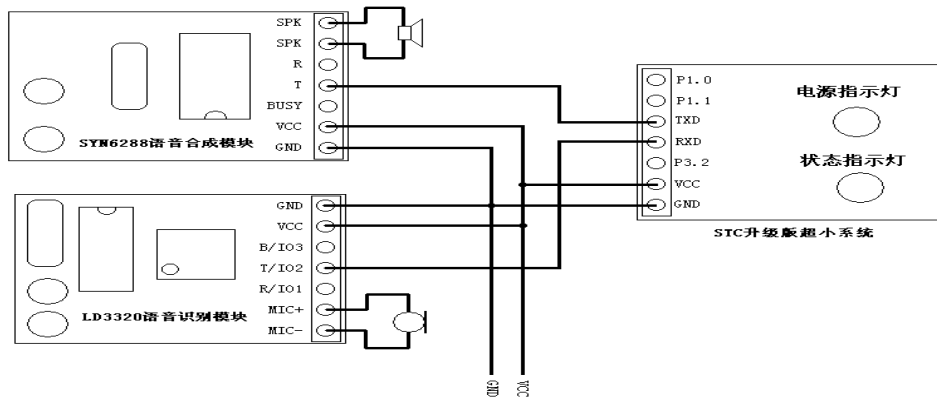 SPK
SPK
R
T
BUSY
VCC
GND
SYN6288语音合成模块
GND
VCC
B/IO3
T/IO2
R/IO1
MIC+
MIC-
LD3320语音识别模块
P1.0
P1.1
TXD
RXD
P3.2
VCC
GND
电源指示灯
状态指示灯
STC升级版超小系统
GND
VCC